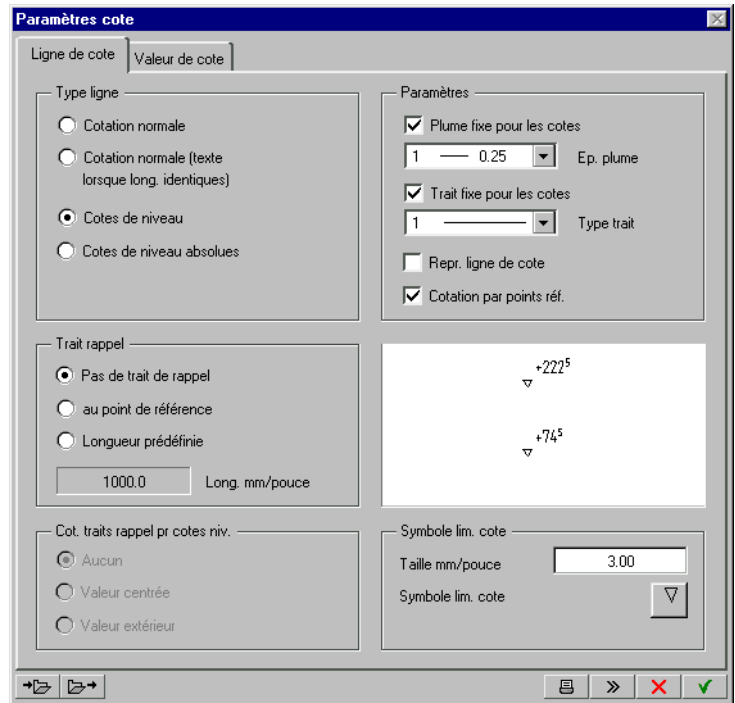 Paramètres cote
Ligne de cote
Valeur de cote
Type ligne
Cotation normale
Cotation normale (texte
lorsque long. identiques)
Cotes de niveau
Cotes de niveau absolues
Paramètres
Plume fixe pour les cotes
1 0.25 Ep. plume
Trait fixe pour les cotes
1 Type trait
Repr. ligne de cote
Cotation par points réf.
Trait rappel
Pas de trait de rappel
au point de référence
Longueur prédéfinie
1000.0 Long. mm/pouce
+222⁵
+74⁵
Cot. traits rappel pr cotes niv.
Aucun
Valeur centrée
Valeur extérieur
Symbole lim. cote
Taille mm/pouce 3.00
Symbole lim. cote